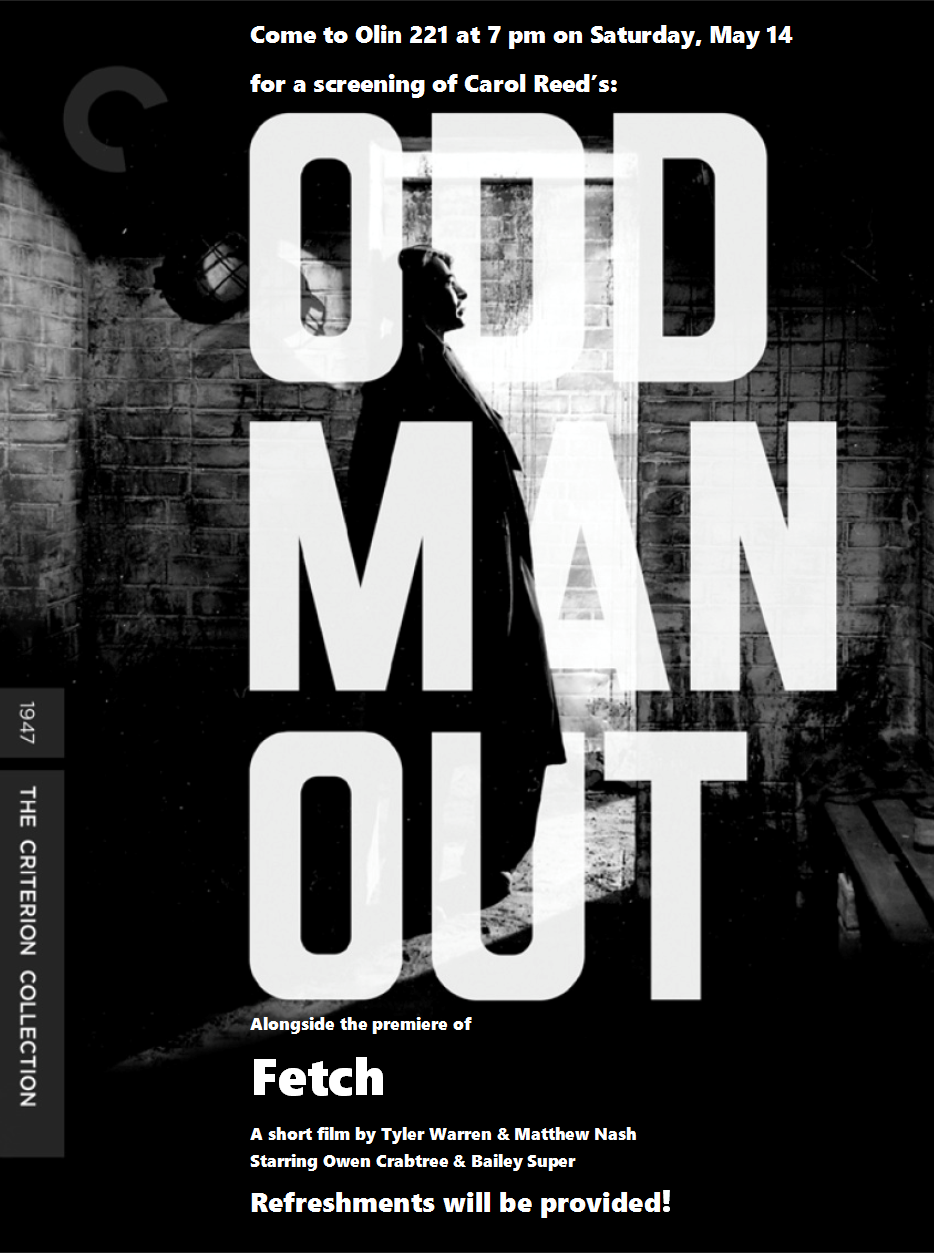 Come to Olin 221 at 7 pm on Saturday, May 14
for a screening of Carol Reed's:
ODD
MAN
OUT
1947
THE CRITERION COLLECTION
Alongside the premiere of
Fetch
A short film by Tyler Warren & Matthew Nash
Starring Owen Crabtree & Bailey Super
Refreshments will be provided!